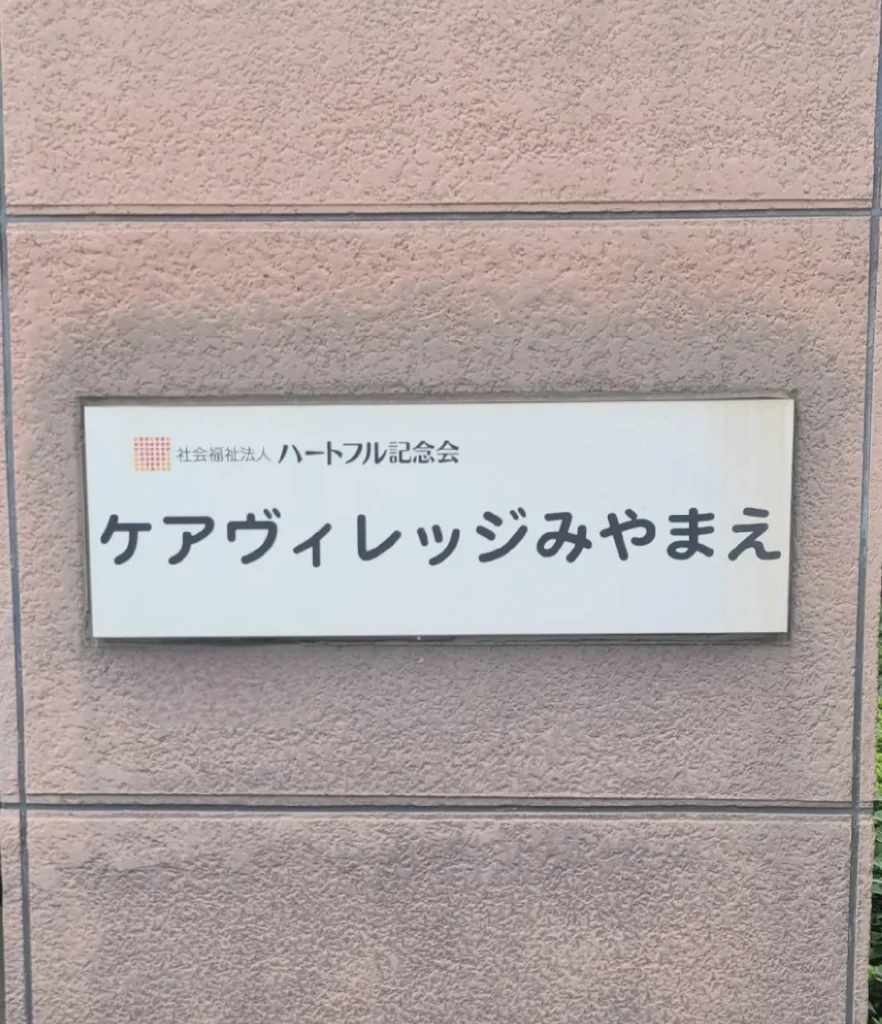 社会福祉法人 ハートフル記念会
ケアヴィレッジみやまえ